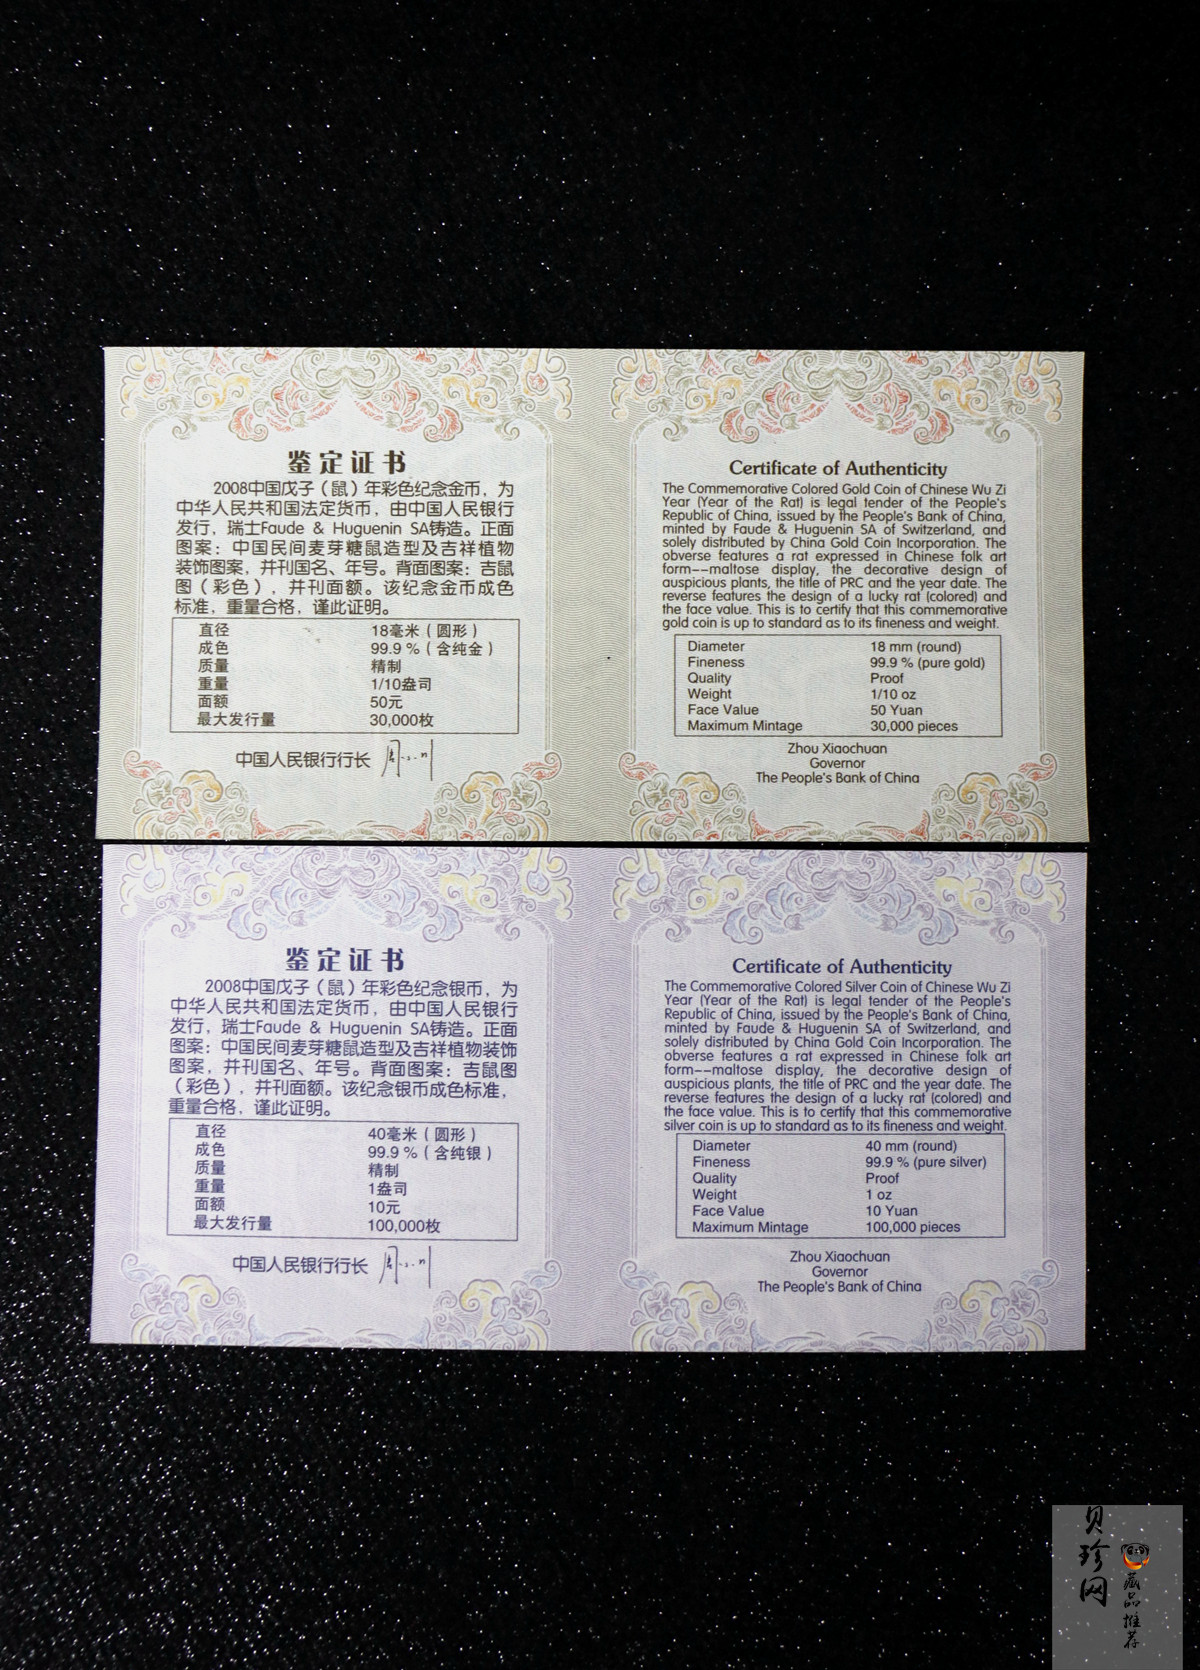 鉴定证书
2008中国戊子（鼠）年彩色纪念金币，为
中华人民共和国法定货币，由中国人民银行
发行，瑞士Faude & Huguenin SA铸造。正面
图案：中国民间麦芽糖鼠造型及吉祥植物
装饰图案，并刊国名、年号。背面图案：吉鼠
图（彩色），并刊面额。该纪念金币成色
标准，重量合格，谨此证明。
直径 18毫米（圆形）
成色 99.9％（含纯金）
质量 精制
重量 1/10盎司
面额 50元
最大发行量 30,000枚
中国人民银行行长
Certificate of Authenticity
The Commemorative Colored Gold Coin of Chinese Wu Zi
Year (Year of the Rat) is legal tender of the People's
Republic of China, issued by the People's Bank of China,
minted by Faude & Huguenin SA of Switzerland, and
solely distributed by China Gold Coin Incorporation. The
obverse features a rat expressed in Chinese folk art
form--maltose display, the decorative design of
auspicious plants, the title of PRC and the year date. The
reverse features the design of a lucky rat (colored) and
the face value. This is to certify that this commemorative
gold coin is up to standard as to its fineness and weight.
Diameter 18 mm (round)
Fineness 99.9 % (pure gold)
Quality Proof
Weight 1/10 oz
Face Value 50 Yuan
Maximum Mintage 30,000 pieces
Zhou Xiaochuan
Governor
The People's Bank of China
鉴定证书
2008中国戊子（鼠）年彩色纪念银币，为
中华人民共和国法定货币，由中国人民银行
发行，瑞士Faude & Huguenin SA铸造。正面
图案：中国民间麦芽糖鼠造型及吉祥植物装饰
图案，并刊国名、年号。背面图案：吉鼠图
（彩色），并刊面额。该纪念银币成色标准，
重量合格，谨此证明。
直径 40毫米（圆形）
成色 99.9％（含纯银）
质量 精制
重量 1盎司
面额 10元
最大发行量 100,000枚
中国人民银行行长
Certificate of Authenticity
The Commemorative Colored Silver Coin of Chinese Wu Zi
Year (Year of the Rat) is legal tender of the People's
Republic of China, issued by the People's Bank of China,
minted by Faude & Huguenin SA of Switzerland, and
solely distributed by China Gold Coin Incorporation. The
obverse features a rat expressed in Chinese folk art
form--maltose display, the decorative design of
auspicious plants, the title of PRC and the year date. The
reverse features the design of a lucky rat (colored) and
the face value. This is to certify that this commemorative
silver coin is up to standard as to its fineness and weight.
Diameter 40 mm (round)
Fineness 99.9 % (pure silver)
Quality Proof
Weight 1 oz
Face Value 10 Yuan
Maximum Mintage 100,000 pieces
Zhou Xiaochuan
Governor
The People's Bank of China
贝珍网
藏品推荐